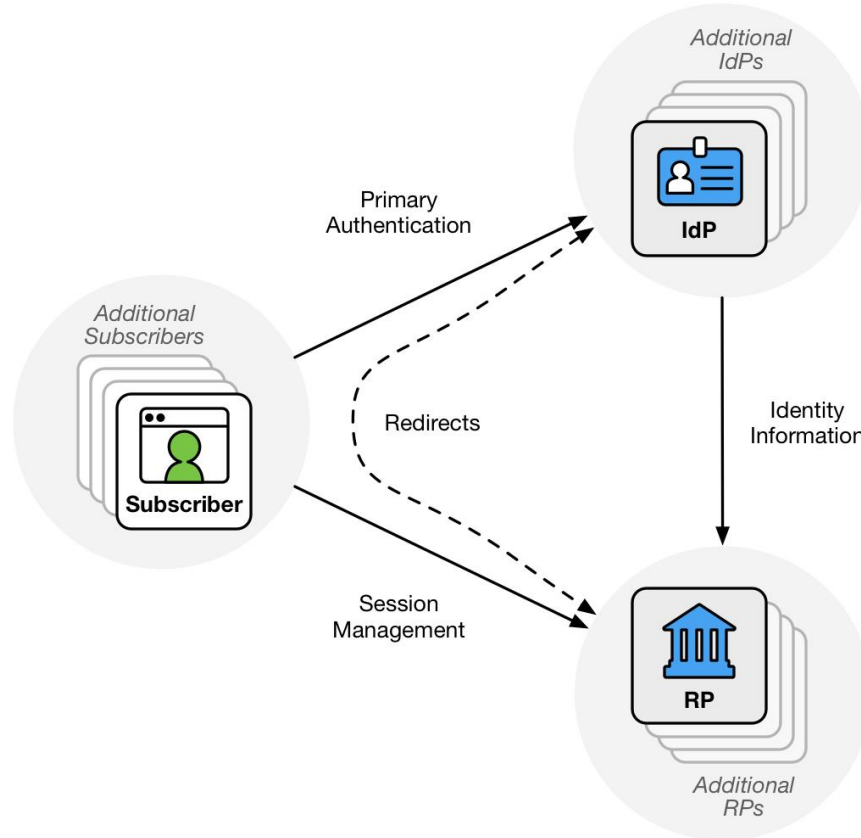 Additional
IdPs
IdP
Primary
Authentication
Additional
Subscribers
Subscriber
Redirects
Identity
Information
Session
Management
RP
Additional
RPs